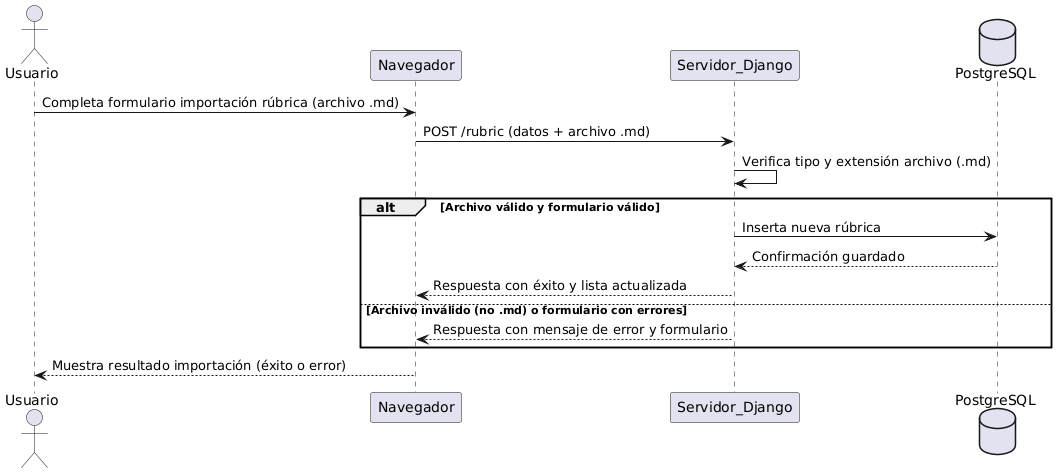 Usuario
Navegador
Servidor_Django
PostgreSQL
Completa formulario importación rúbrica (archivo .md)
POST /rubric (datos + archivo .md)
Verifica tipo y extensión archivo (.md)
alt
[Archivo válido y formulario válido]
Inserta nueva rúbrica
Confirmación guardado
Respuesta con éxito y lista actualizada
[Archivo inválido (no .md) o formulario con errores]
Respuesta con mensaje de error y formulario
Muestra resultado importación (éxito o error)
Usuario
Navegador
Servidor_Django
PostgreSQL